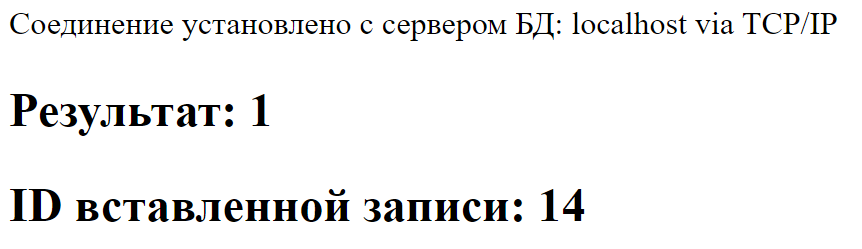 Соединение установлено с сервером БД: localhost via TCP/IP
Результат: 1
ID вставленной записи: 14